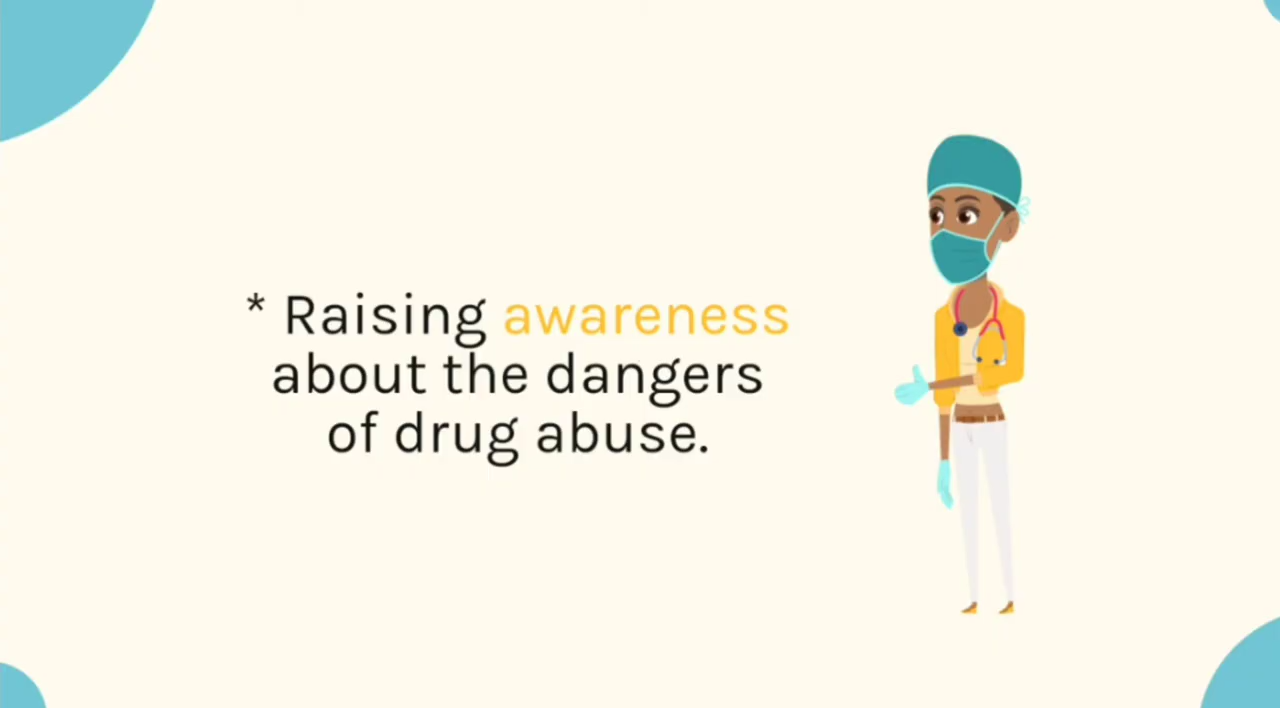 * Raising awareness
about the dangers
of drug abuse.